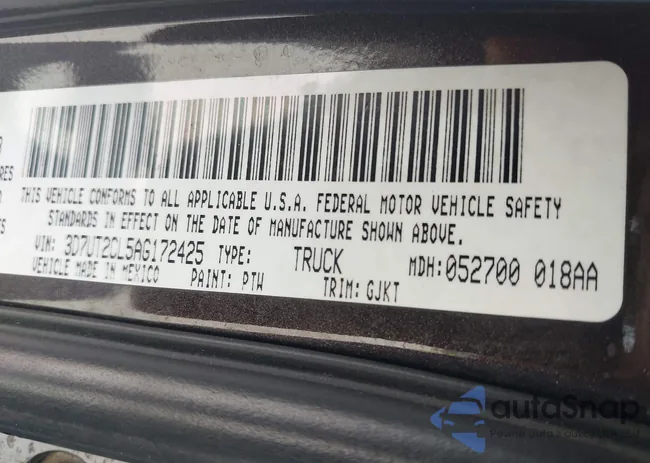 RES
THIS VEHICLE CONFORMS TO ALL APPLICABLE U.S.A. FEDERAL MOTOR VEHICLE SAFETY
STANDARDS IN EFFECT ON THE DATE OF MANUFACTURE SHOWN ABOVE.
VIN: 3D7UT2CL5AG172425 TYPE: TRUCK MDH:052700 018AA
VEHICLE MADE IN MEXICO PAINT: PTW TRIM: GJKT
autoSnap